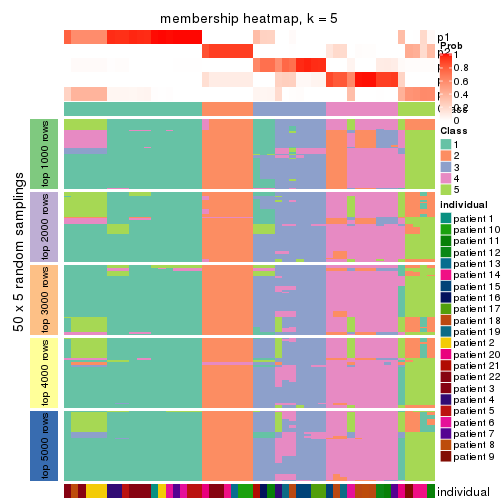 membership heatmap, k = 5
p1
Prob
1
0.8
0.6
0.4
0.2
0
Class
1
2
3
4
5
individual
patient 1
patient 10
patient 11
patient 12
patient 13
patient 14
patient 15
patient 16
patient 17
patient 18
patient 19
patient 2
patient 20
patient 21
patient 22
patient 3
patient 4
patient 5
patient 6
patient 7
patient 8
patient 9
50 x 5 random samplings
top 1000 rows
top 2000 rows
top 3000 rows
top 4000 rows
top 5000 rows
individual